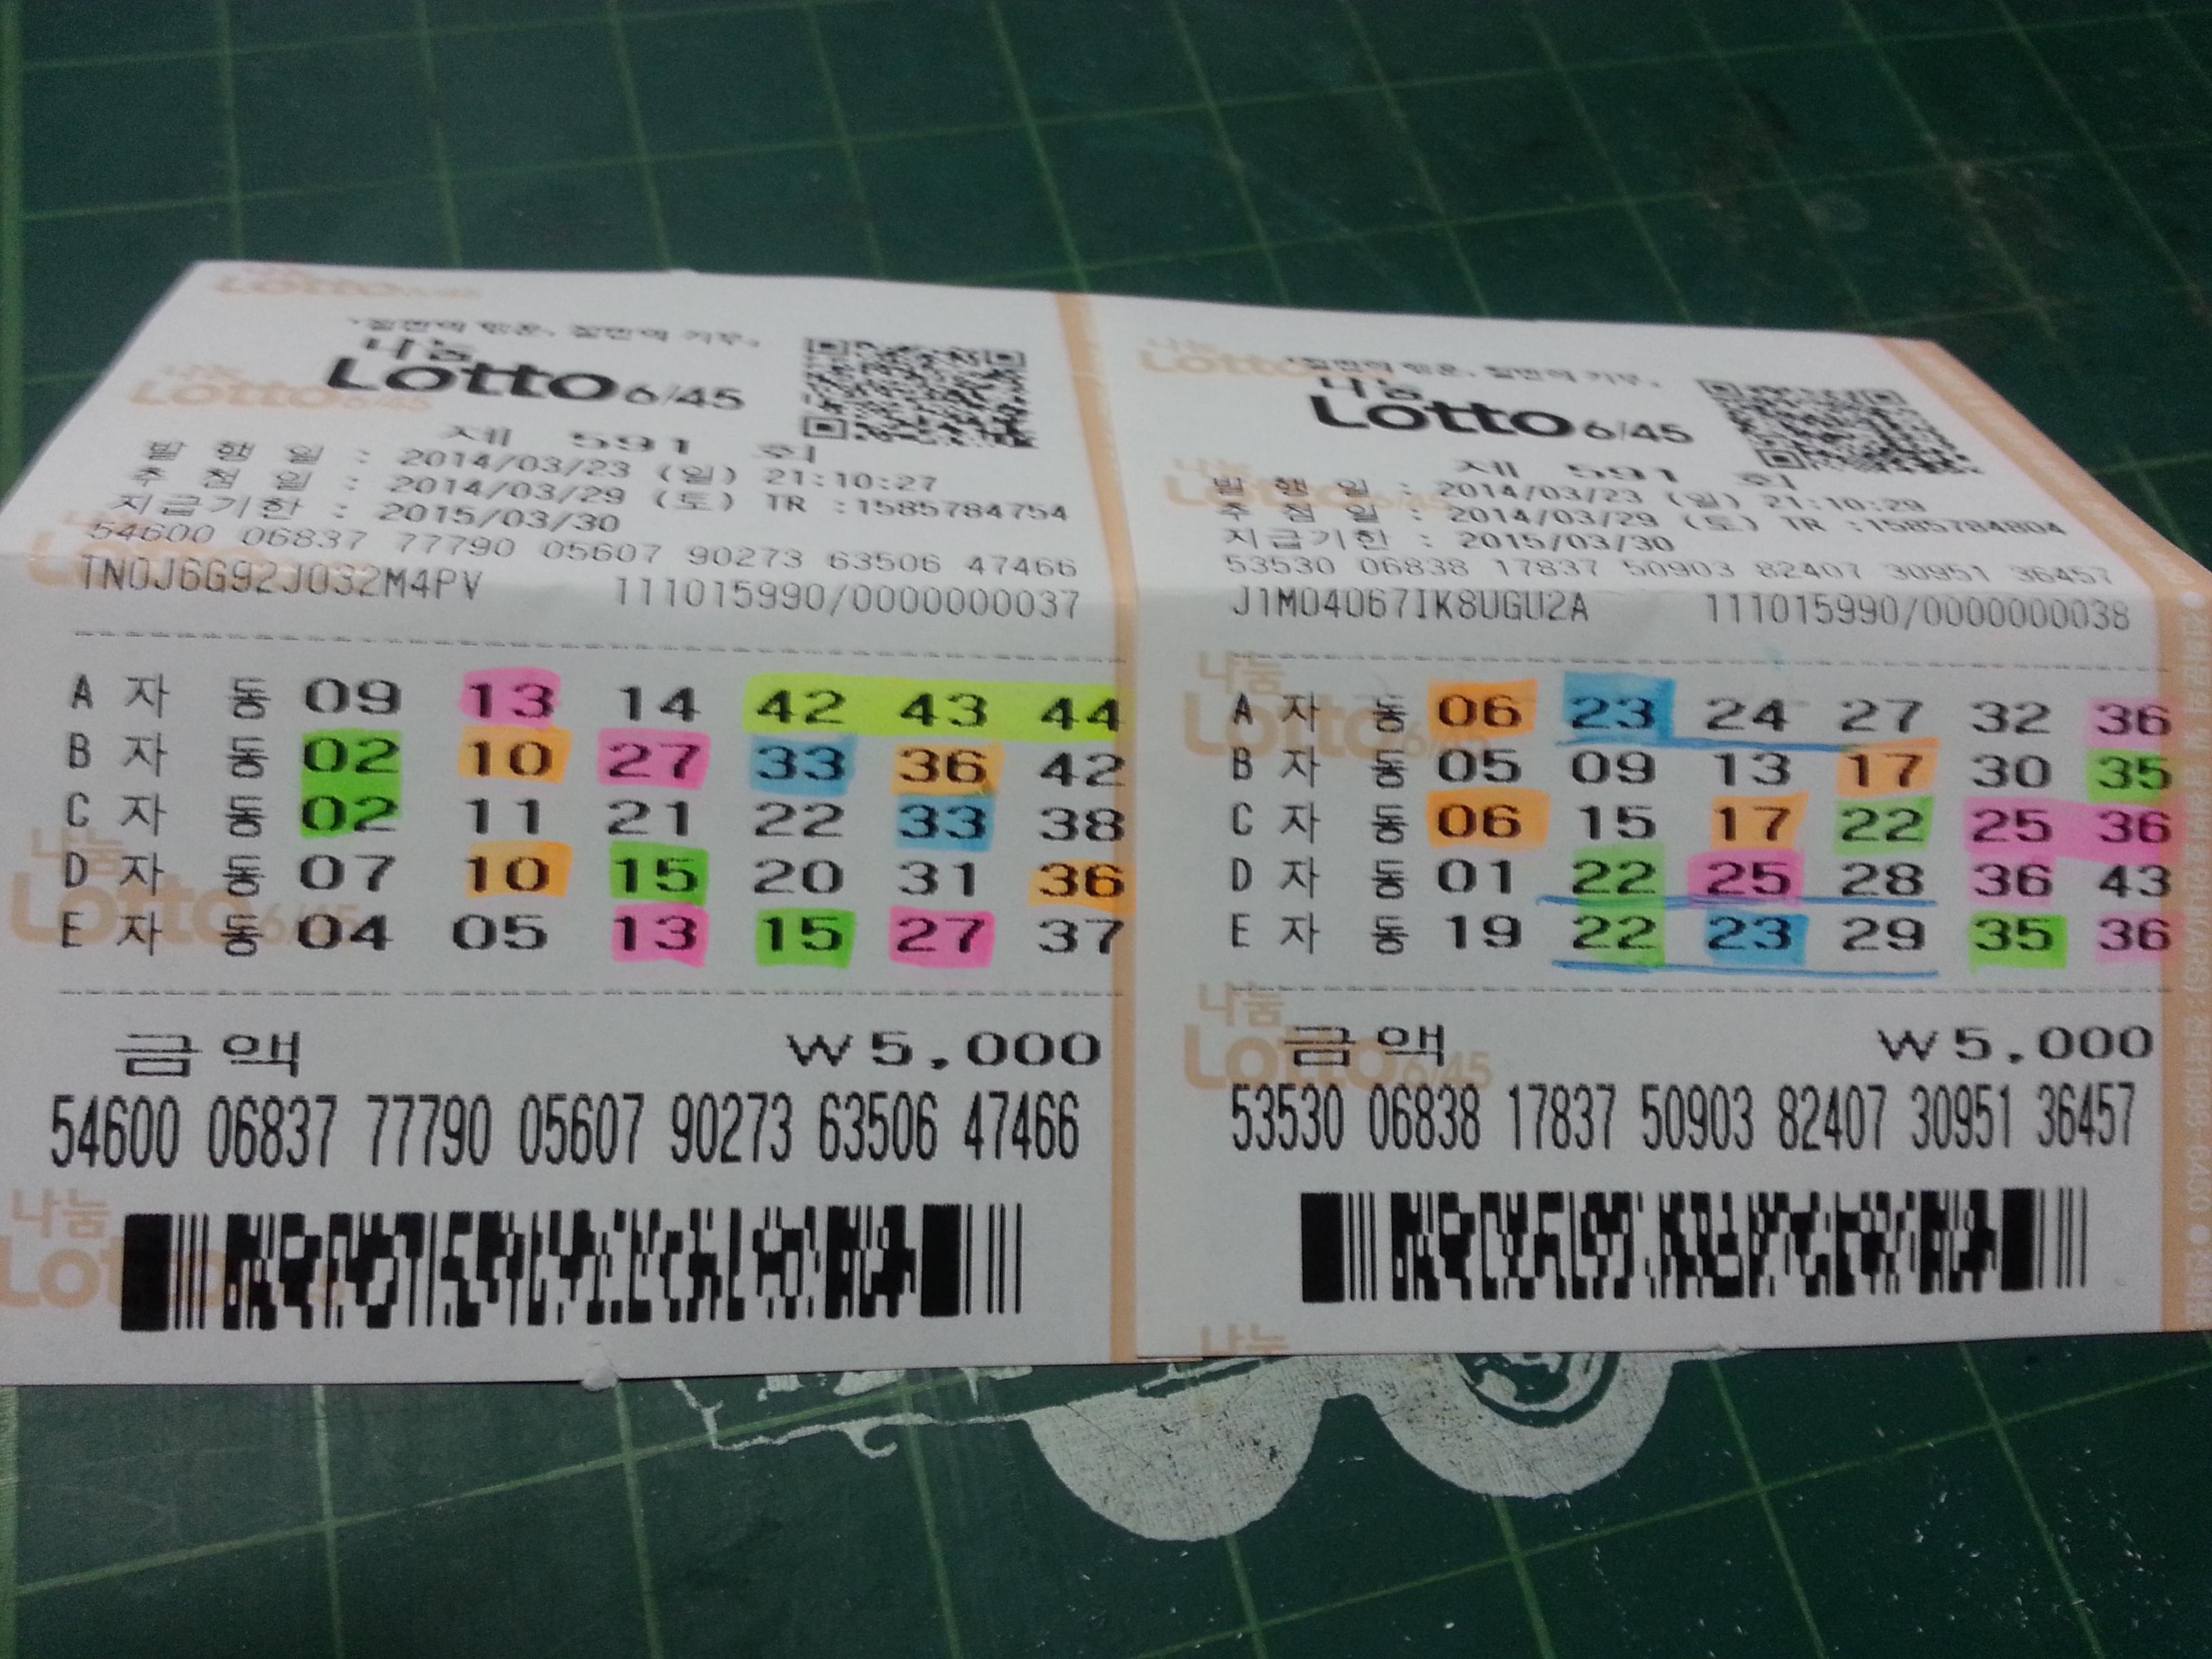 나눔
Lotto 6/45
제 591 회
발 행 일 : 2014/03/23 (일) 21:10:27
추 첨 일 : 2014/03/29 (토) TR :1585784754
지급기한 : 2015/03/30
54600 06837 77790 05607 90273 63506 47466
TN0J6G92J032M4PV 111015990/0000000037
A 자 동 09 13 14 42 43 44
B 자 동 02 10 27 33 36 42
C 자 동 02 11 21 22 33 38
D 자 동 07 10 15 20 31 36
E 자 동 04 05 13 15 27 37
금 액 ₩5,000
54600 06837 77790 05607 90273 63506 47466
나눔
Lotto 6/45
제 591 회
발 행 일 : 2014/03/23 (일) 21:10:29
추 첨 일 : 2014/03/29 (토) TR :1585784804
지급기한 : 2015/03/30
53530 06838 17837 50903 82407 30951 36457
J1M04067IK8UGU2A 111015990/0000000038
A 자 동 06 23 24 27 32 36
B 자 동 05 09 13 17 30 35
C 자 동 06 15 17 22 25 36
D 자 동 01 22 25 28 36 43
E 자 동 19 22 23 29 35 36
금 액 ₩5,000
53530 06838 17837 50903 82407 30951 36457